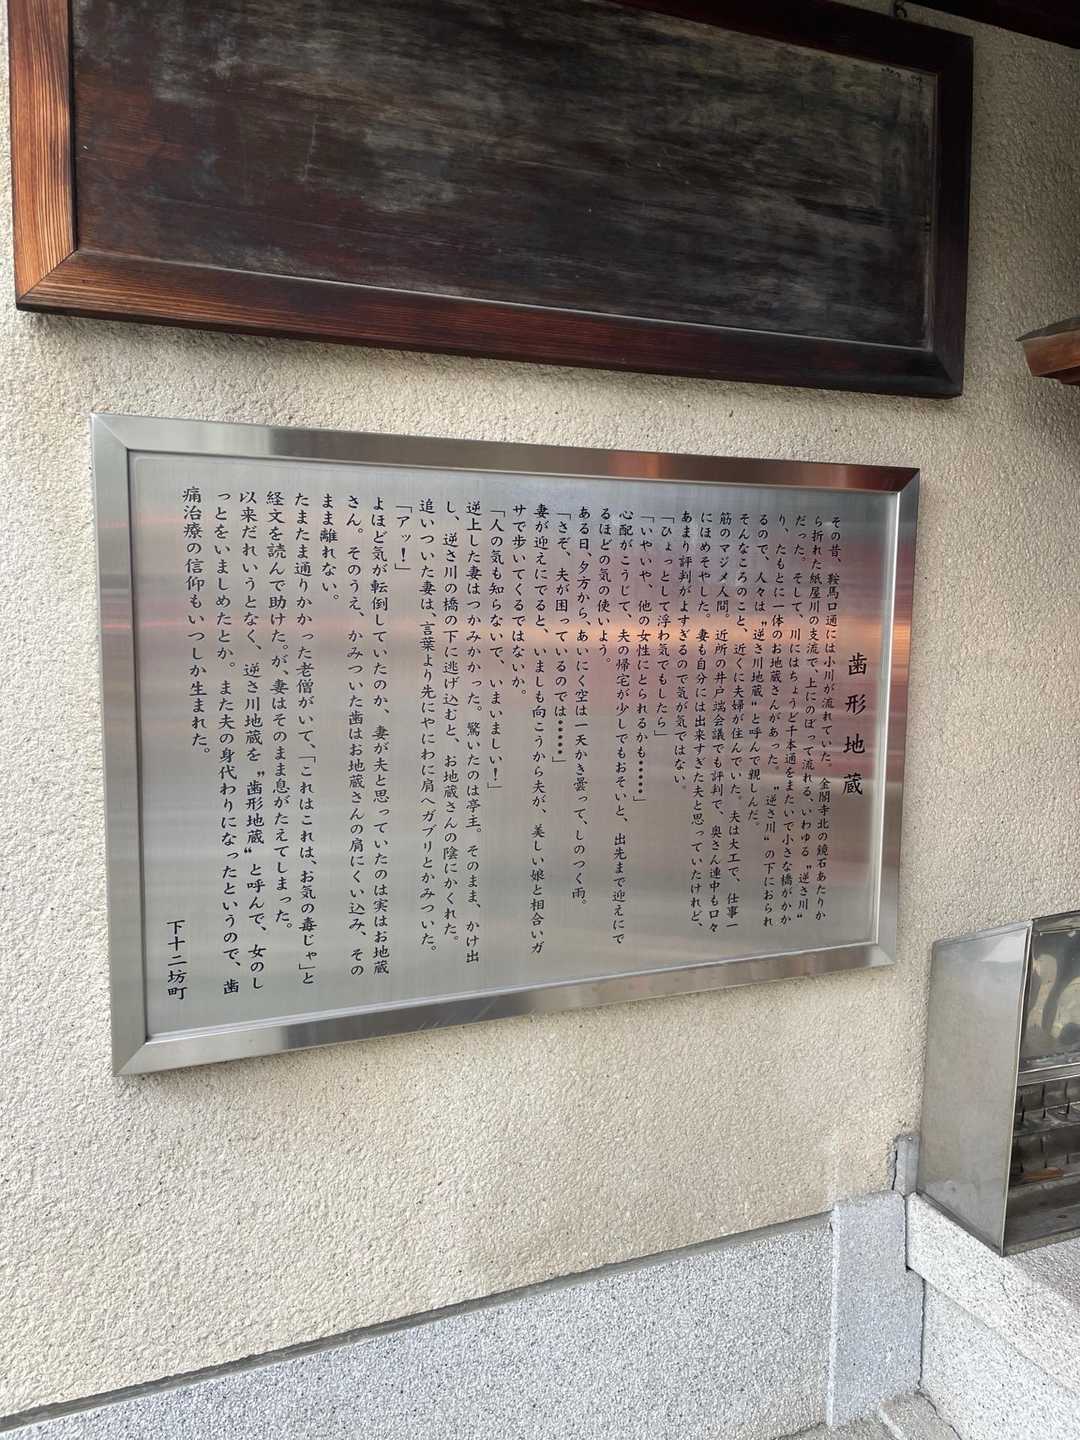 歯形地蔵
その昔、鞍馬口通には小川が流れていた。金閣寺北の鏡石あたりか
ら折れた紙屋川の支流で、上にのぼって流れる、いわゆる〝逆さ川〟
だった。そして、川にはちょうど千本通をまたいで小さな橋がかか
り、たもとに一体のお地蔵さんがあった。〝逆さ川〟の下におられ
るので、人々は〝逆さ川地蔵〟と呼んで親しんだ。
そんなころのこと、近くに夫婦が住んでいた。夫は大工で、仕事一
筋のマジメ人間。近所の井戸端会議でも評判で、奥さん連中も口々
にほめそやした。妻も自分には出来すぎた夫と思っていたけれど、
あまり評判がよすぎるので気が気ではない。
「ひょっとして浮わ気でもしたら」
「いやいや、他の女性にとられるかも・・・・・」
心配がこうじて、夫の帰宅が少しでもおそいと、出先まで迎えにで
るほどの気の使いよう。
ある日、夕方から、あいにく空は一天かき曇って、しのつく雨。
「さぞ、夫が困っているのでは・・・・・」
妻が迎えにでると、いましも向こうから夫が、美しい娘と相合いガ
サで歩いてくるではないか。
「人の気も知らないで、いまいましい！」
逆上した妻はつかみかかった。驚いたのは亭主。そのまま、かけ出
し、逆さ川の橋の下に逃げ込むと、お地蔵さんの陰にかくれた。
追いついた妻は、言葉より先にやにわに肩へガブリとかみついた。
「アッ！」
よほど気が転倒していたのか、妻が夫と思っていたのは実はお地蔵
さん。そのうえ、かみついた歯はお地蔵さんの肩にくい込み、その
まま離れない。
たまたま通りかかった老僧がいて、「これはこれは、お気の毒じゃ」と
経文を読んで助けた。が、妻はそのまま息がたえてしまった。
以来だれいうとなく、逆さ川地蔵を〝歯形地蔵〟と呼んで、女のし
っとをいましめたとか。また夫の身代わりになったというので、歯
痛治療の信仰もいつしか生まれた。
下十二坊町